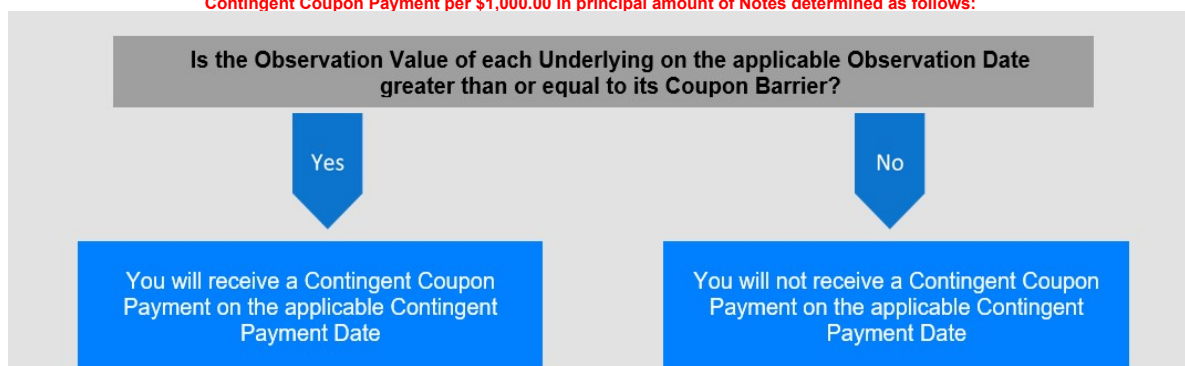 Contingent Coupon Payment per $1,000.00 in principal amount of Notes determined as follows:
Is the Observation Value of each Underlying on the applicable Observation Date
greater than or equal to its Coupon Barrier?
Yes
No
You will receive a Contingent Coupon
Payment on the applicable Contingent
Payment Date
You will not receive a Contingent Coupon
Payment on the applicable Contingent
Payment Date